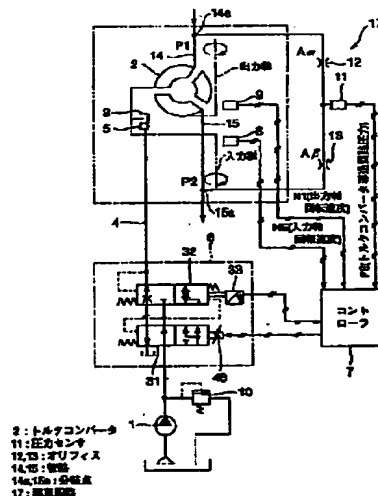 14a
17
P1
Aα
14
12
2
出力軸
9
11
3
5
8
15
Aβ
13
入力軸
P2
15a
N1(出力軸
回転速度)
N2(入力軸
回転速度)
4
6
32
33
コント
ローラ
7
31
10
1
2：トルクコンバータ
11：圧力センサ
12,13：オリフィス
14,15：管路
14a,15a：分岐点